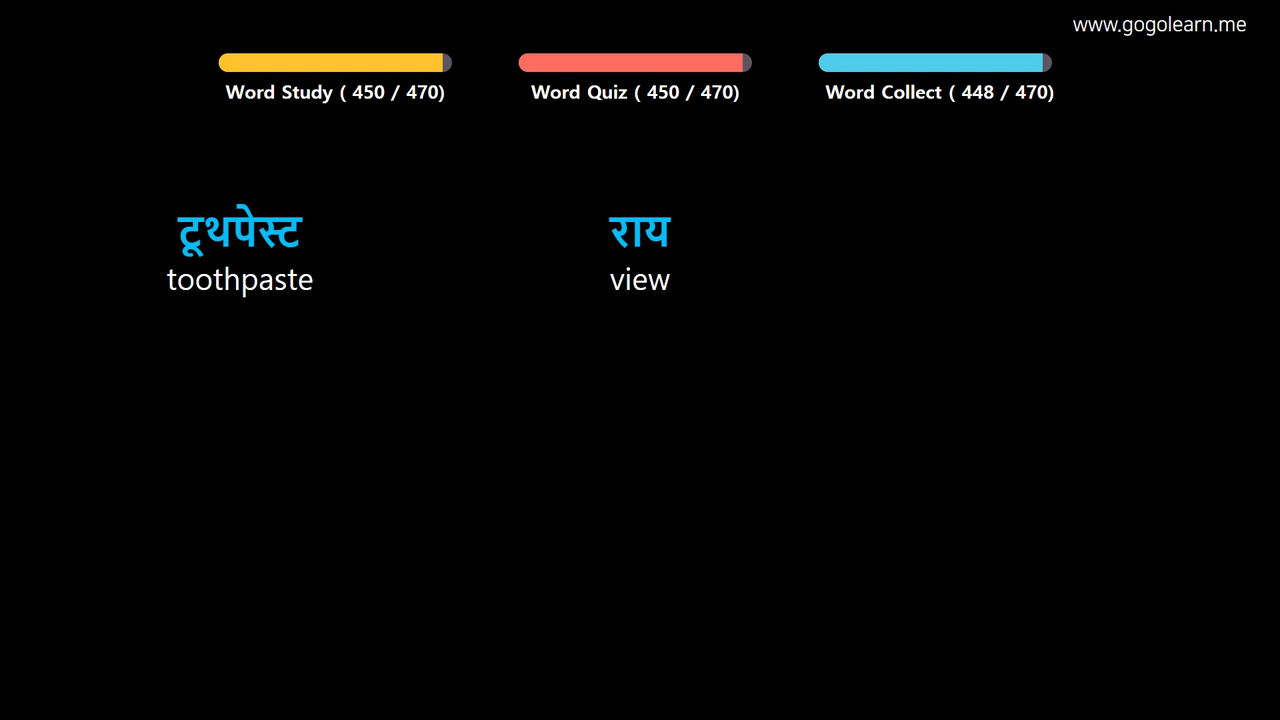 www.gogolearn.me
Word Study ( 450 / 470)
Word Quiz ( 450 / 470)
Word Collect ( 448 / 470)
टूथपेस्ट
toothpaste
राय
view